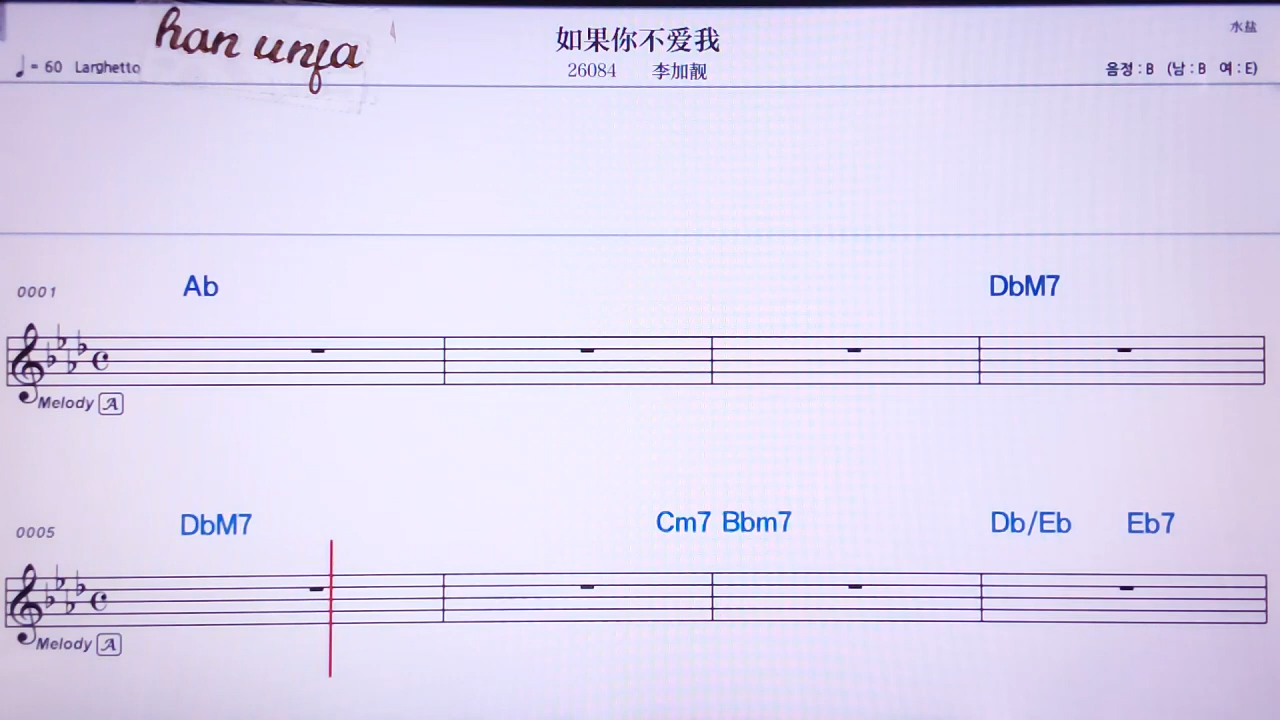 han unfa
如果你不爱我
水盐
♩= 60 Larghetto
26084 李加靓
음정 : B (남 : B 여 : E)
0001
Ab DbM7
Melody A
0005
DbM7 Cm7 Bbm7 Db/Eb Eb7
Melody A